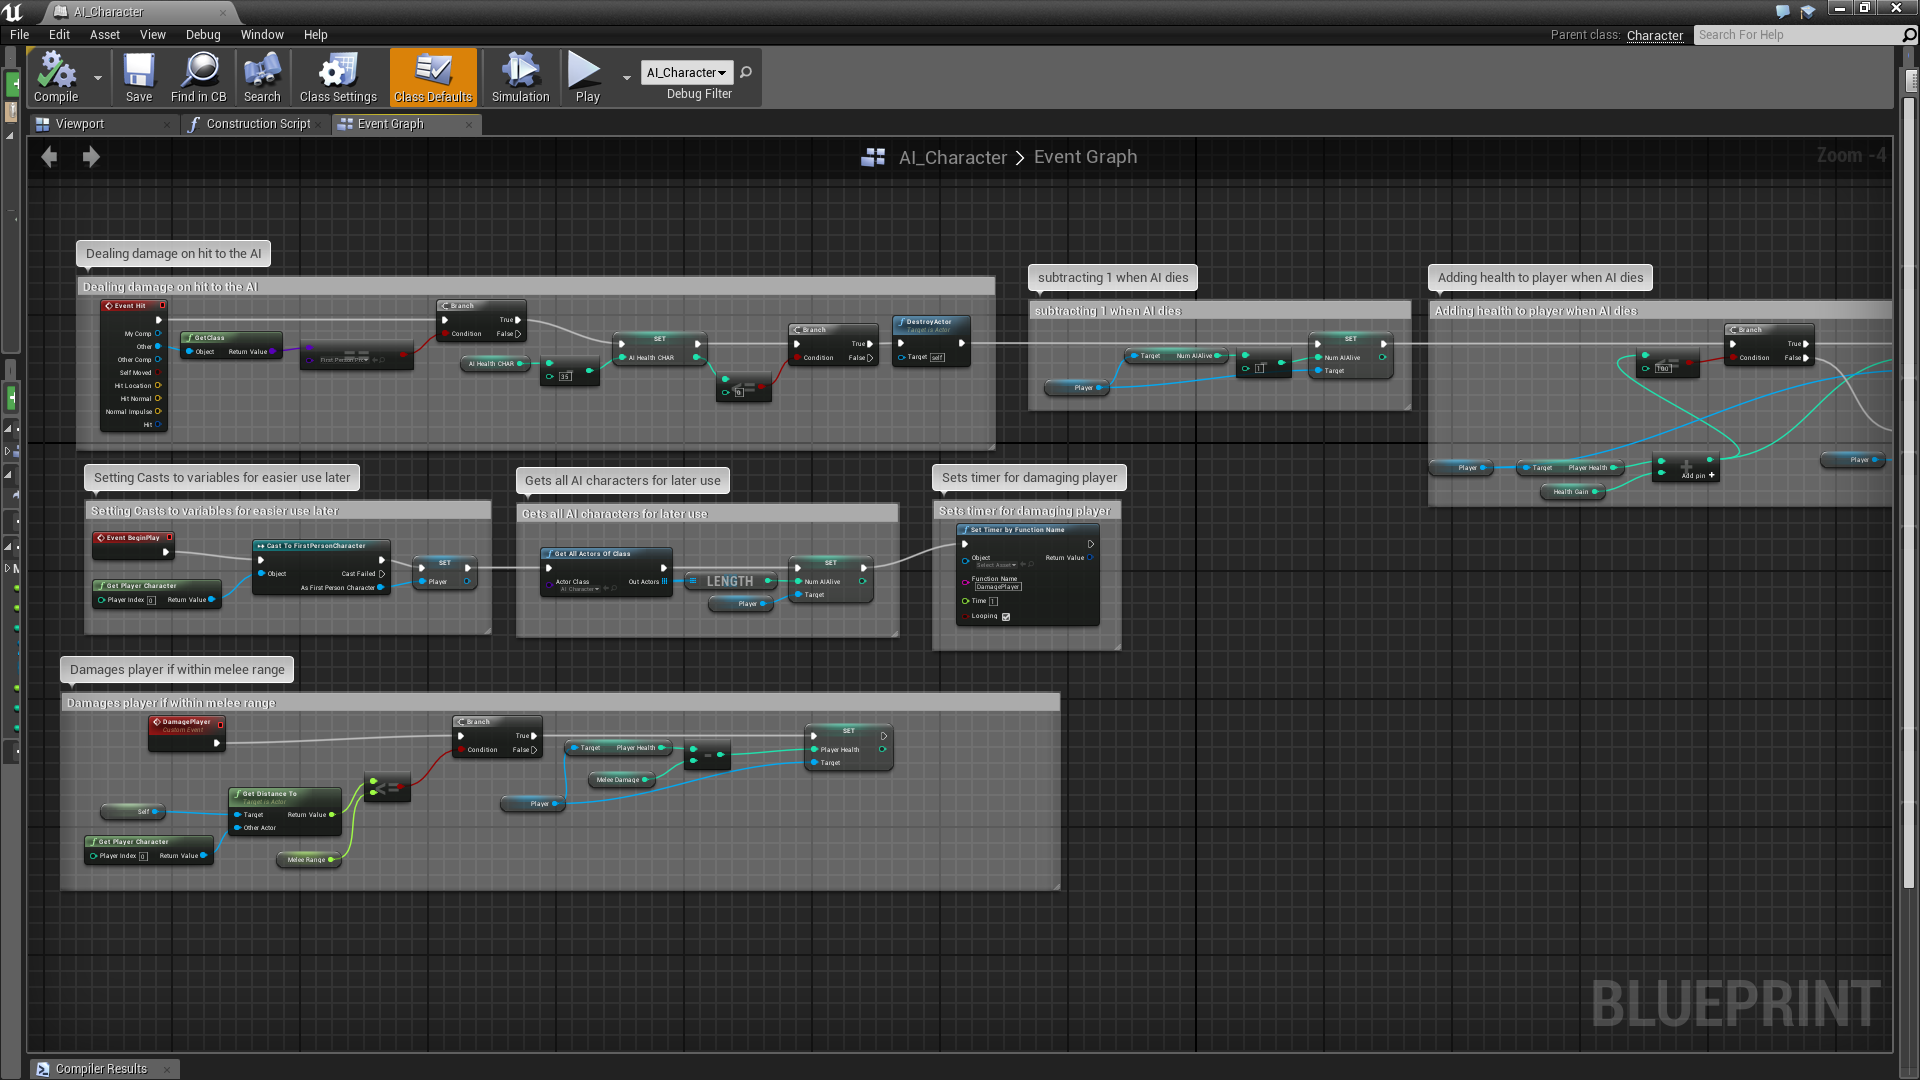 AI_Character
File Edit Asset View Debug Window Help
Parent class: Character
Search For Help
Compile
Save
Find in CB
Search
Class Settings
Class Defaults
Simulation
Play
AI_Character
Debug Filter
Viewport
Construction Script
Event Graph
AI_Character > Event Graph
Zoom -4
Dealing damage on hit to the AI
Dealing damage on hit to the AI
Event Hit
My Comp
Other
Other Comp
Self Moved
Hit Location
Hit Normal
Normal Impulse
Hit
GetClass
Object Return Value
Branch
True
Condition False
AI Health CHAR
35
SET
AI Health CHAR
<=
0
Branch
True
Condition False
DestroyActor
Target is Actor
Target self
subtracting 1 when AI dies
subtracting 1 when AI dies
Target Num AIAlive
Player
1
SET
Num AIAlive
Target
Adding health to player when AI dies
Adding health to player when AI dies
<=
100
Branch
True
Condition False
Player
Target Player Health
Health Gain
Add pin +
Player
Setting Casts to variables for easier use later
Setting Casts to variables for easier use later
Event BeginPlay
Get Player Character
Player Index 0 Return Value
Cast To FirstPersonCharacter
Object Cast Failed
As First Person Character
SET
Player
Gets all AI characters for later use
Gets all AI characters for later use
Get All Actors Of Class
Actor Class Out Actors
AI Character
LENGTH
Player
SET
Num AIAlive
Target
Sets timer for damaging player
Sets timer for damaging player
Set Timer by Function Name
Object Return Value
Select Asset
Function Name
DamagePlayer
Time 1
Looping
Damages player if within melee range
Damages player if within melee range
DamagePlayer
Custom Event
Self
Get Player Character
Player Index 0 Return Value
Get Distance To
Target is Actor
Target Return Value
Other Actor
Melee Range
<=
Branch
True
Condition False
Target Player Health
Melee Damage
Player
-
SET
Player Health
Target
BLUEPRINT
Compiler Results